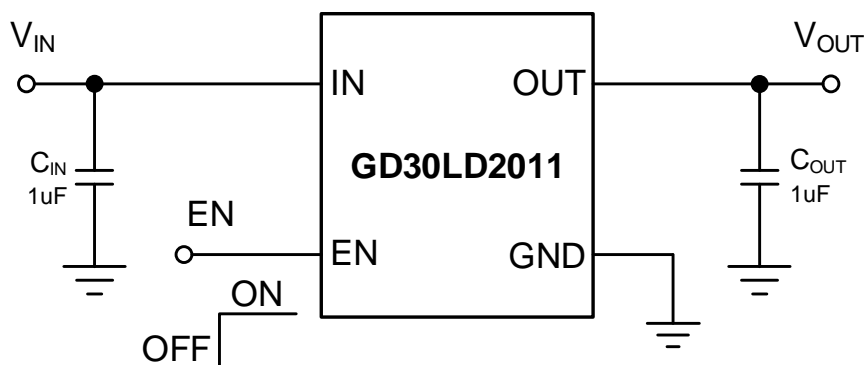 VIN
VOUT
IN
OUT
CIN
1uF
GD30LD2011
COUT
1uF
EN
EN
GND
ON
OFF